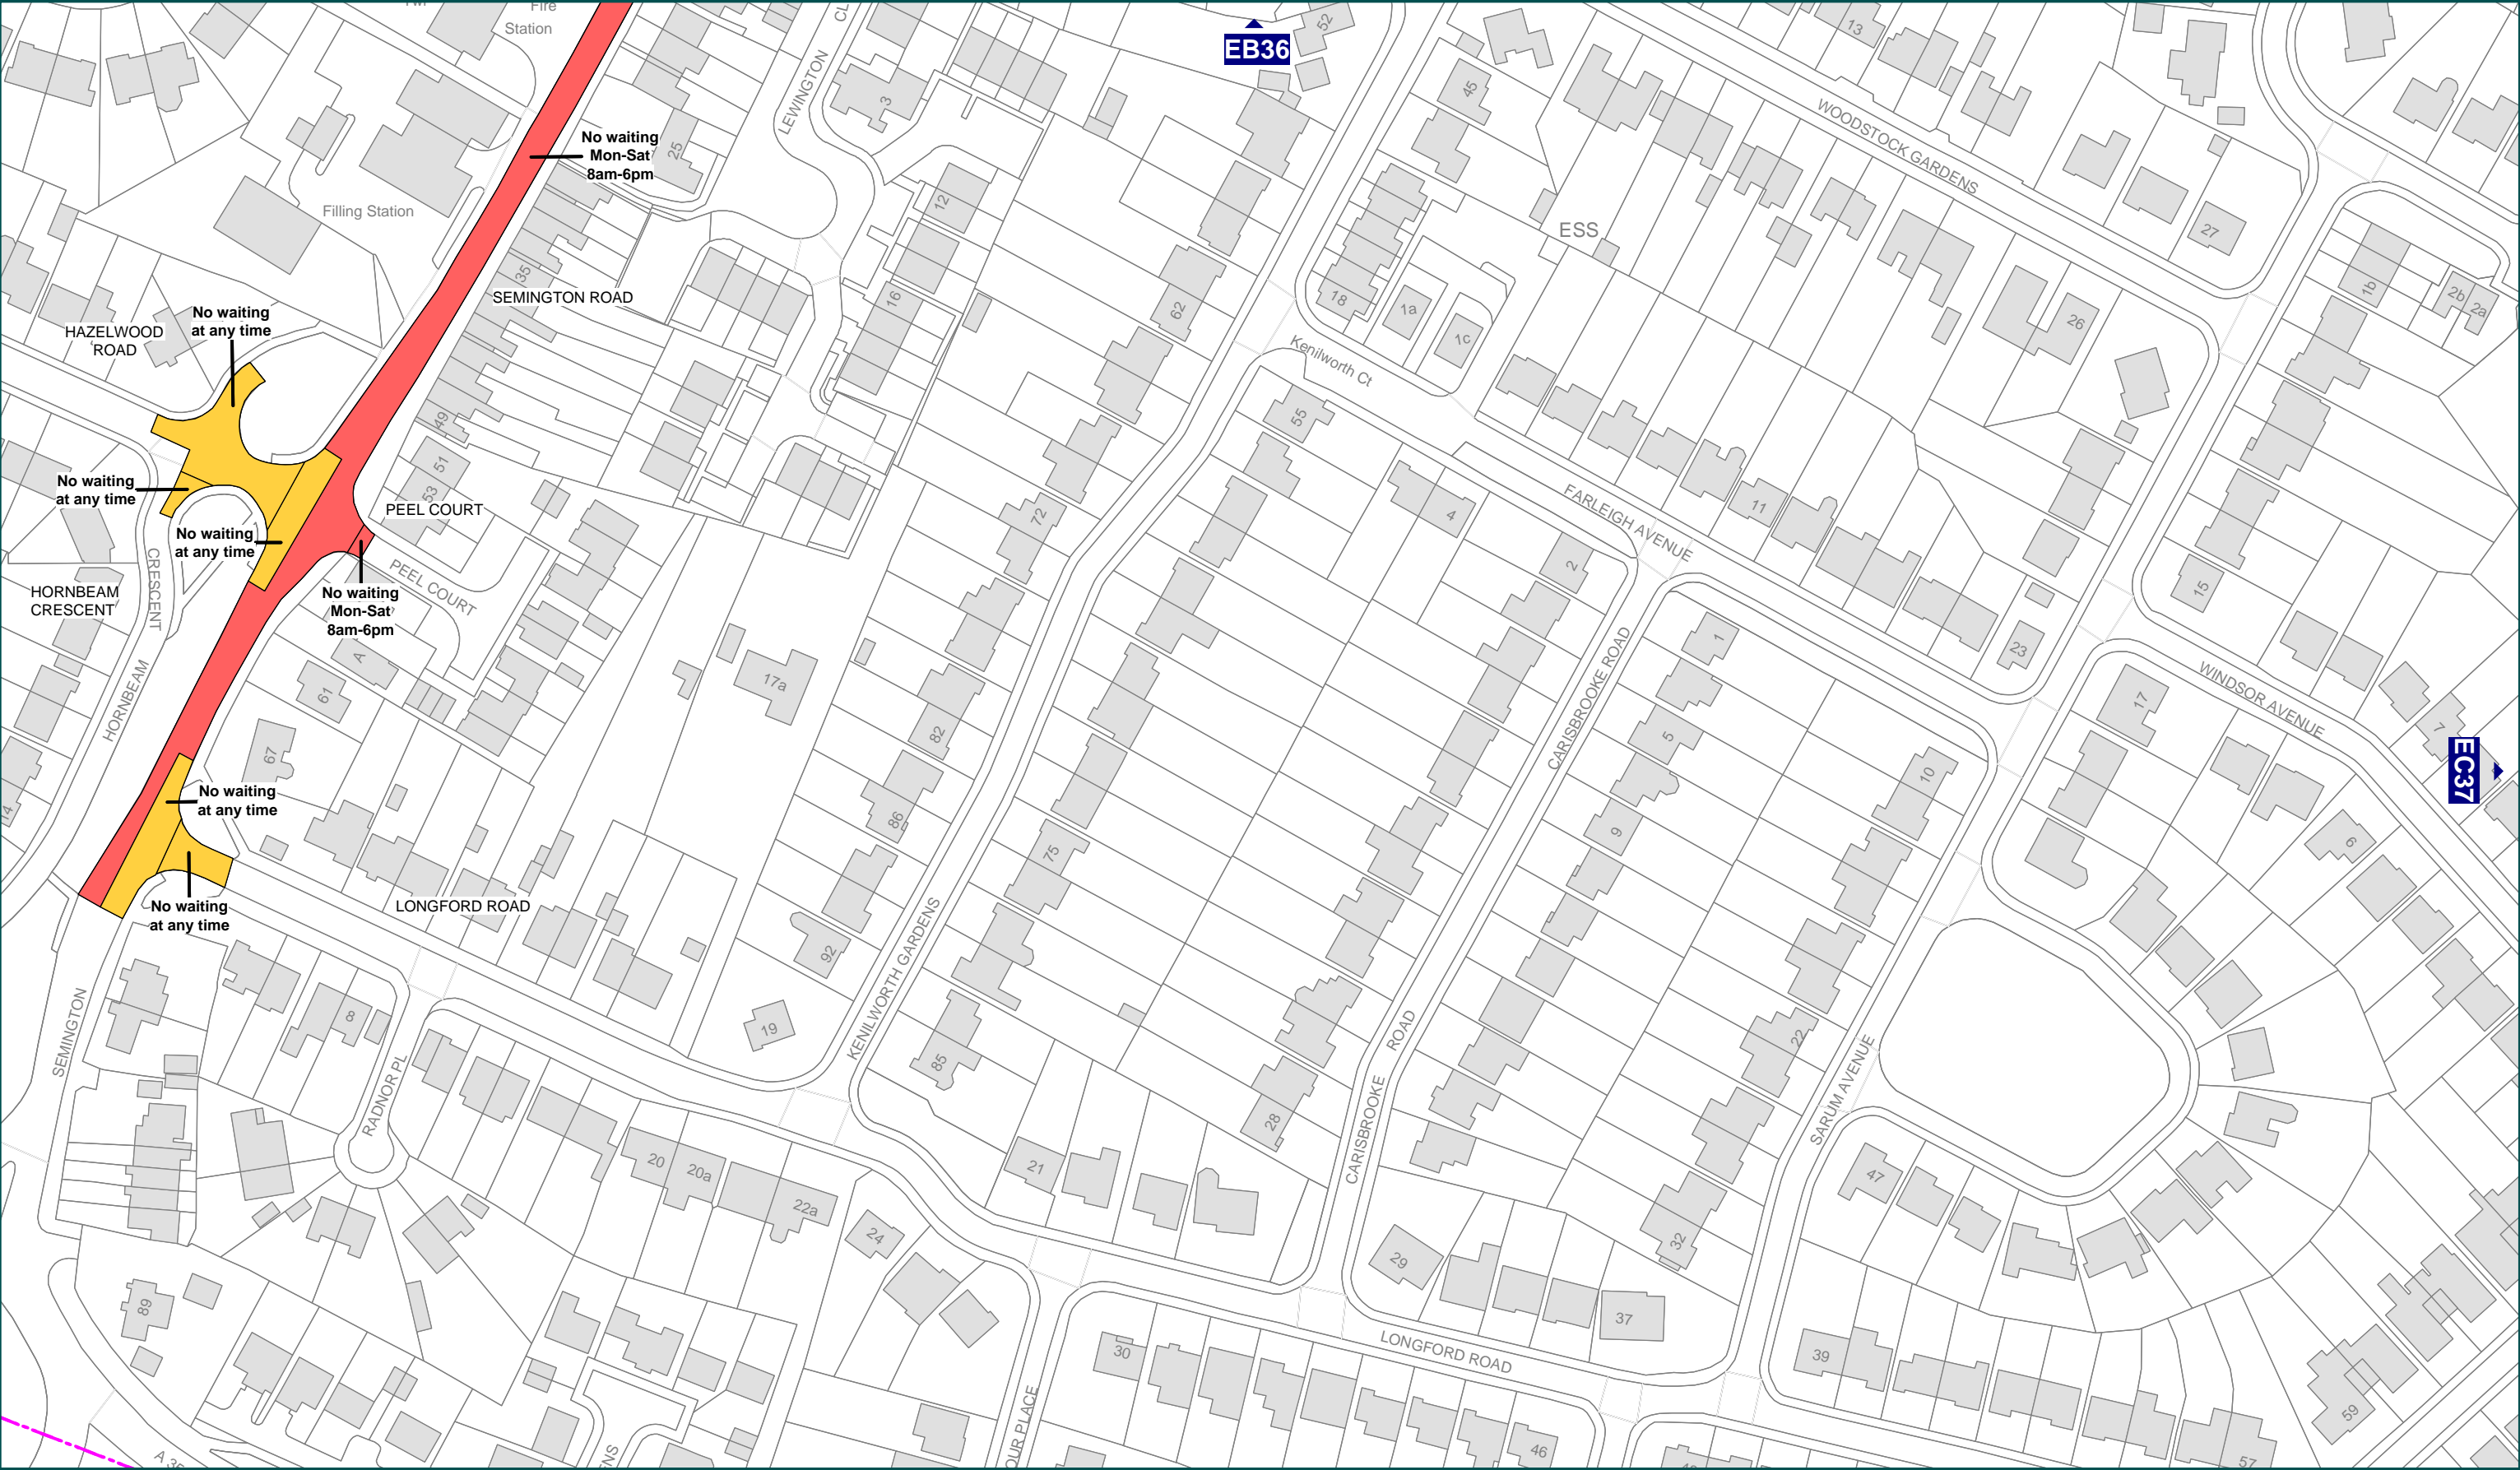 Fire
Station
LEWINGTON
CL
EB36
52
13
45
3
WOODSTOCK GARDENS
No waiting
Mon-Sat
8am-6pm
25
12
Filling Station
ESS
27
35
SEMINGTON ROAD
16
62
18
1a
1c
26
1b
2b
2a
HAZELWOOD
ROAD
No waiting
at any time
Kenilworth Ct
49
55
51
53
PEEL COURT
No waiting
at any time
72
4
11
FARLEIGH AVENUE
2
No waiting
at any time
CRESCENT
PEEL COURT
15
HORNBEAM
CRESCENT
No waiting
Mon-Sat
8am-6pm
A
61
17a
1
23
CARISBROOKE ROAD
17
WINDSOR AVENUE
HORNBEAM
67
82
5
10
7
EC37
14
No waiting
at any time
86
9
6
75
LONGFORD ROAD
No waiting
at any time
92
KENILWORTH GARDENS
SEMINGTON
8
19
85
ROAD
22
RADNOR PL
CARISBROOKE
SARUM AVENUE
28
20
20a
21
47
22a
24
29
32
89
37
30
LONGFORD ROAD
39
OUR PLACE
59
46
57
ENS
A 36